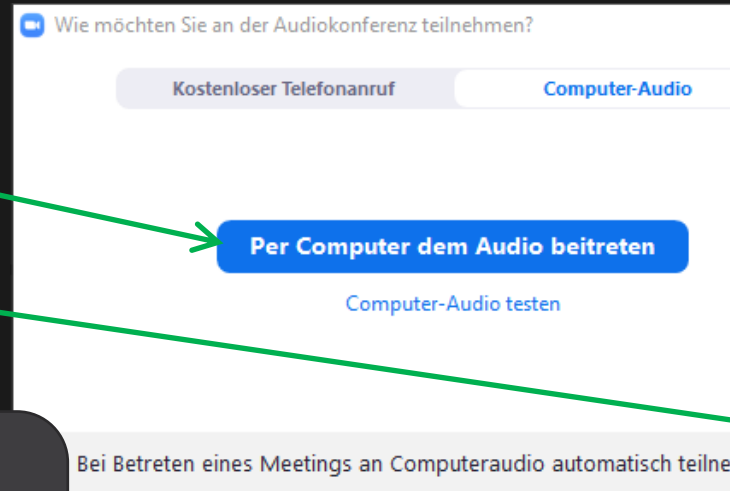 Wie möchten Sie an der Audiokonferenz teilnehmen?
Kostenloser Telefonanruf Computer-Audio
Per Computer dem Audio beitreten
Computer-Audio testen
Bei Betreten eines Meetings an Computeraudio automatisch teilne